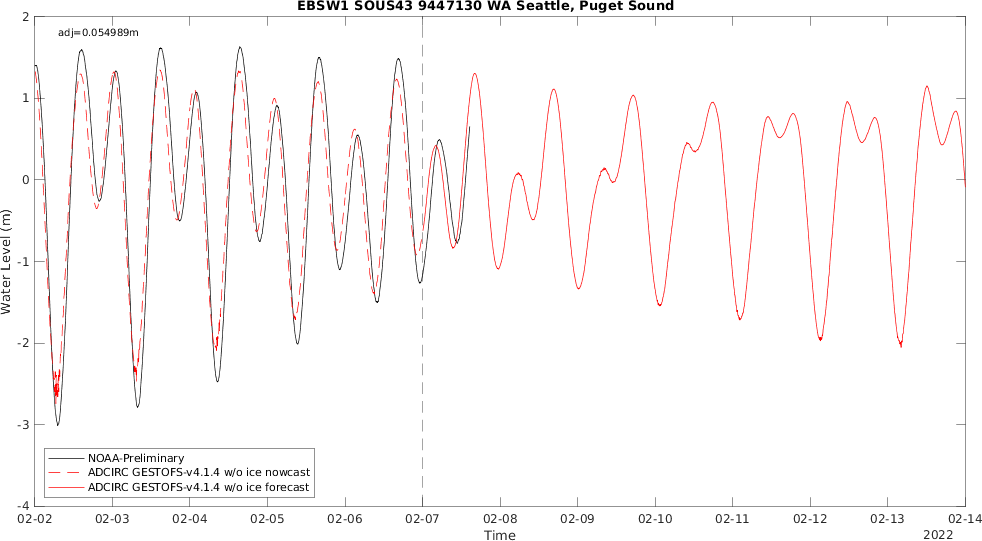 EBSW1 SOUS43 9447130 WA Seattle, Puget Sound
adj=0.054989m
2
1
0
-1
-2
-3
-4
Water Level (m)
NOAA-Preliminary
ADCIRC GESTOFS-v4.1.4 w/o ice nowcast
ADCIRC GESTOFS-v4.1.4 w/o ice forecast
02-02 02-03 02-04 02-05 02-06 02-07 02-08 02-09 02-10 02-11 02-12 02-13 02-14
Time
2022